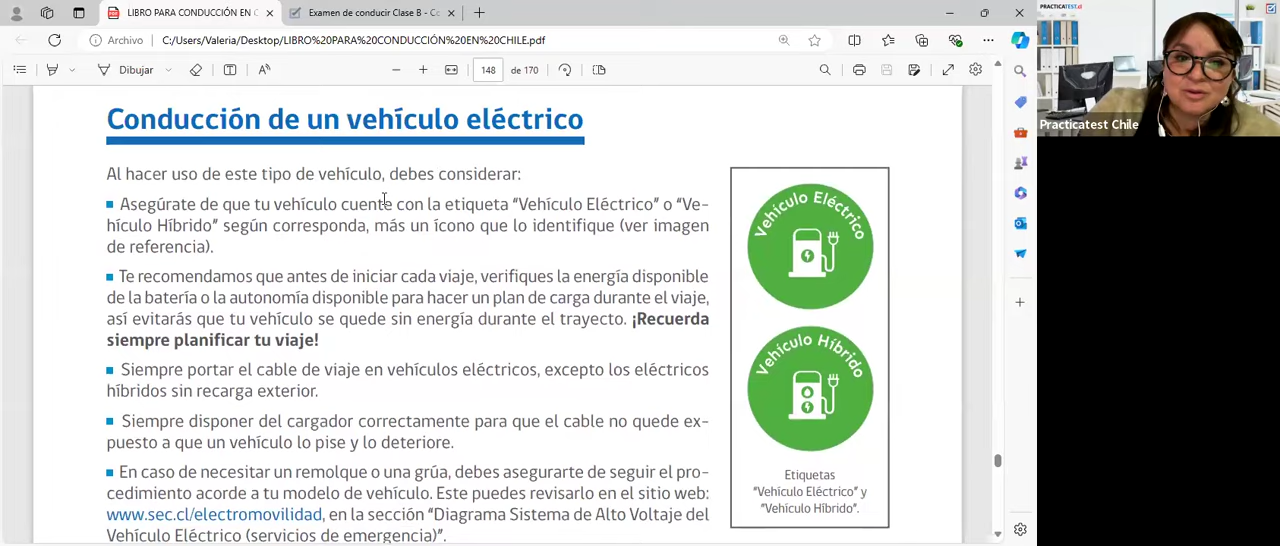 LIBRO PARA CONDUCCIÓN EN C
Examen de conducir Clase B - Co
Archivo
C:/Users/Valeria/Desktop/LIBRO%20PARA%20CONDUCCIÓN%20EN%20CHILE.pdf
Dibujar
148 de 170
PRACTICATEST.cl
Practicatest Chile
Conducción de un vehículo eléctrico
Al hacer uso de este tipo de vehículo, debes considerar:
Asegúrate de que tu vehículo cuente con la etiqueta “Vehículo Eléctrico” o “Ve-
hículo Híbrido” según corresponda, más un ícono que lo identifique (ver imagen
de referencia).
Te recomendamos que antes de iniciar cada viaje, verifiques la energía disponible
de la batería o la autonomía disponible para hacer un plan de carga durante el viaje,
así evitarás que tu vehículo se quede sin energía durante el trayecto. ¡Recuerda
siempre planificar tu viaje!
Siempre portar el cable de viaje en vehículos eléctricos, excepto los eléctricos
híbridos sin recarga exterior.
Siempre disponer del cargador correctamente para que el cable no quede ex-
puesto a que un vehículo lo pise y lo deteriore.
En caso de necesitar un remolque o una grúa, debes asegurarte de seguir el pro-
cedimiento acorde a tu modelo de vehículo. Este puedes revisarlo en el sitio web:
www.sec.cl/electromovilidad, en la sección “Diagrama Sistema de Alto Voltaje del
Vehículo Eléctrico (servicios de emergencia)”.
Vehículo Eléctrico
Vehículo Híbrido
Etiquetas
“Vehículo Eléctrico” y
“Vehículo Híbrido”.